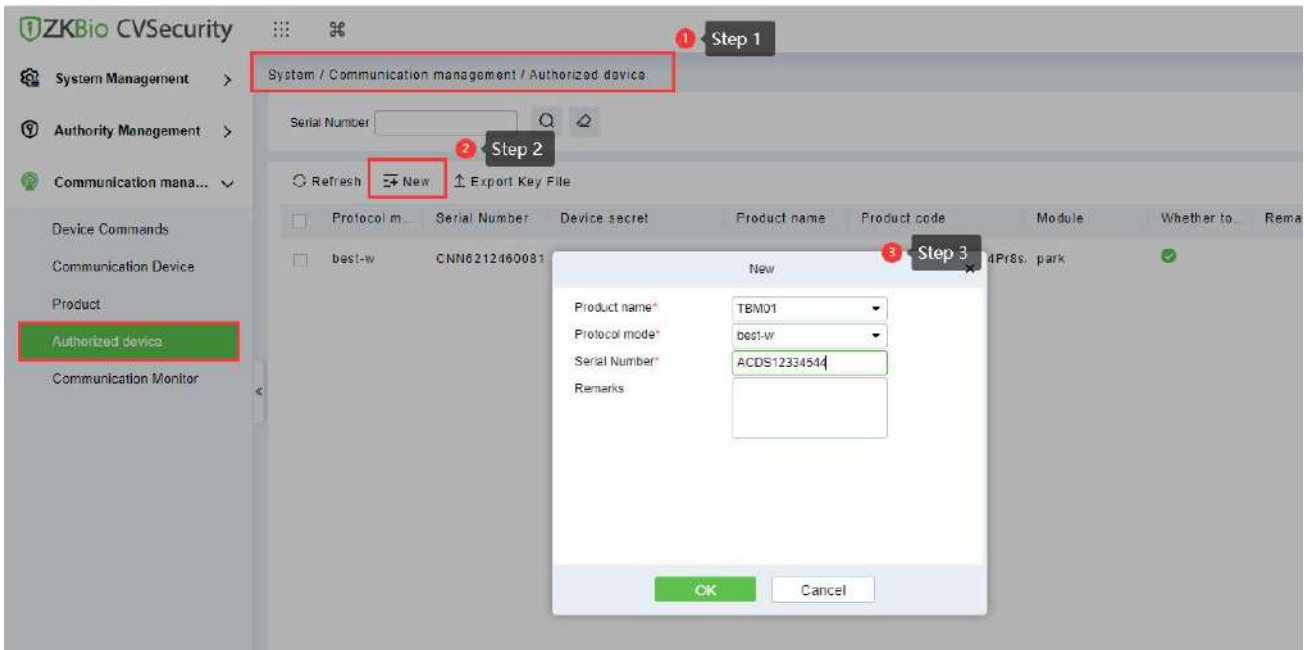 ZKBio CVSecurity
1 Step 1
System Management
System / Communication management / Authorized device
Authority Management
Serial Number
2 Step 2
Communication mana...
Refresh New Export Key File
Protocol m... Serial Number Device secret Product name Product code Module Whether to... Rema
Device Commands
best-w CNN6212460081 4Pr8s. park
3 Step 3
Communication Device
New
Product
Product name* TBM01
Authorized device
Protocol mode* best-w
Serial Number* ACDS12334544
Communication Monitor
Remarks
OK Cancel